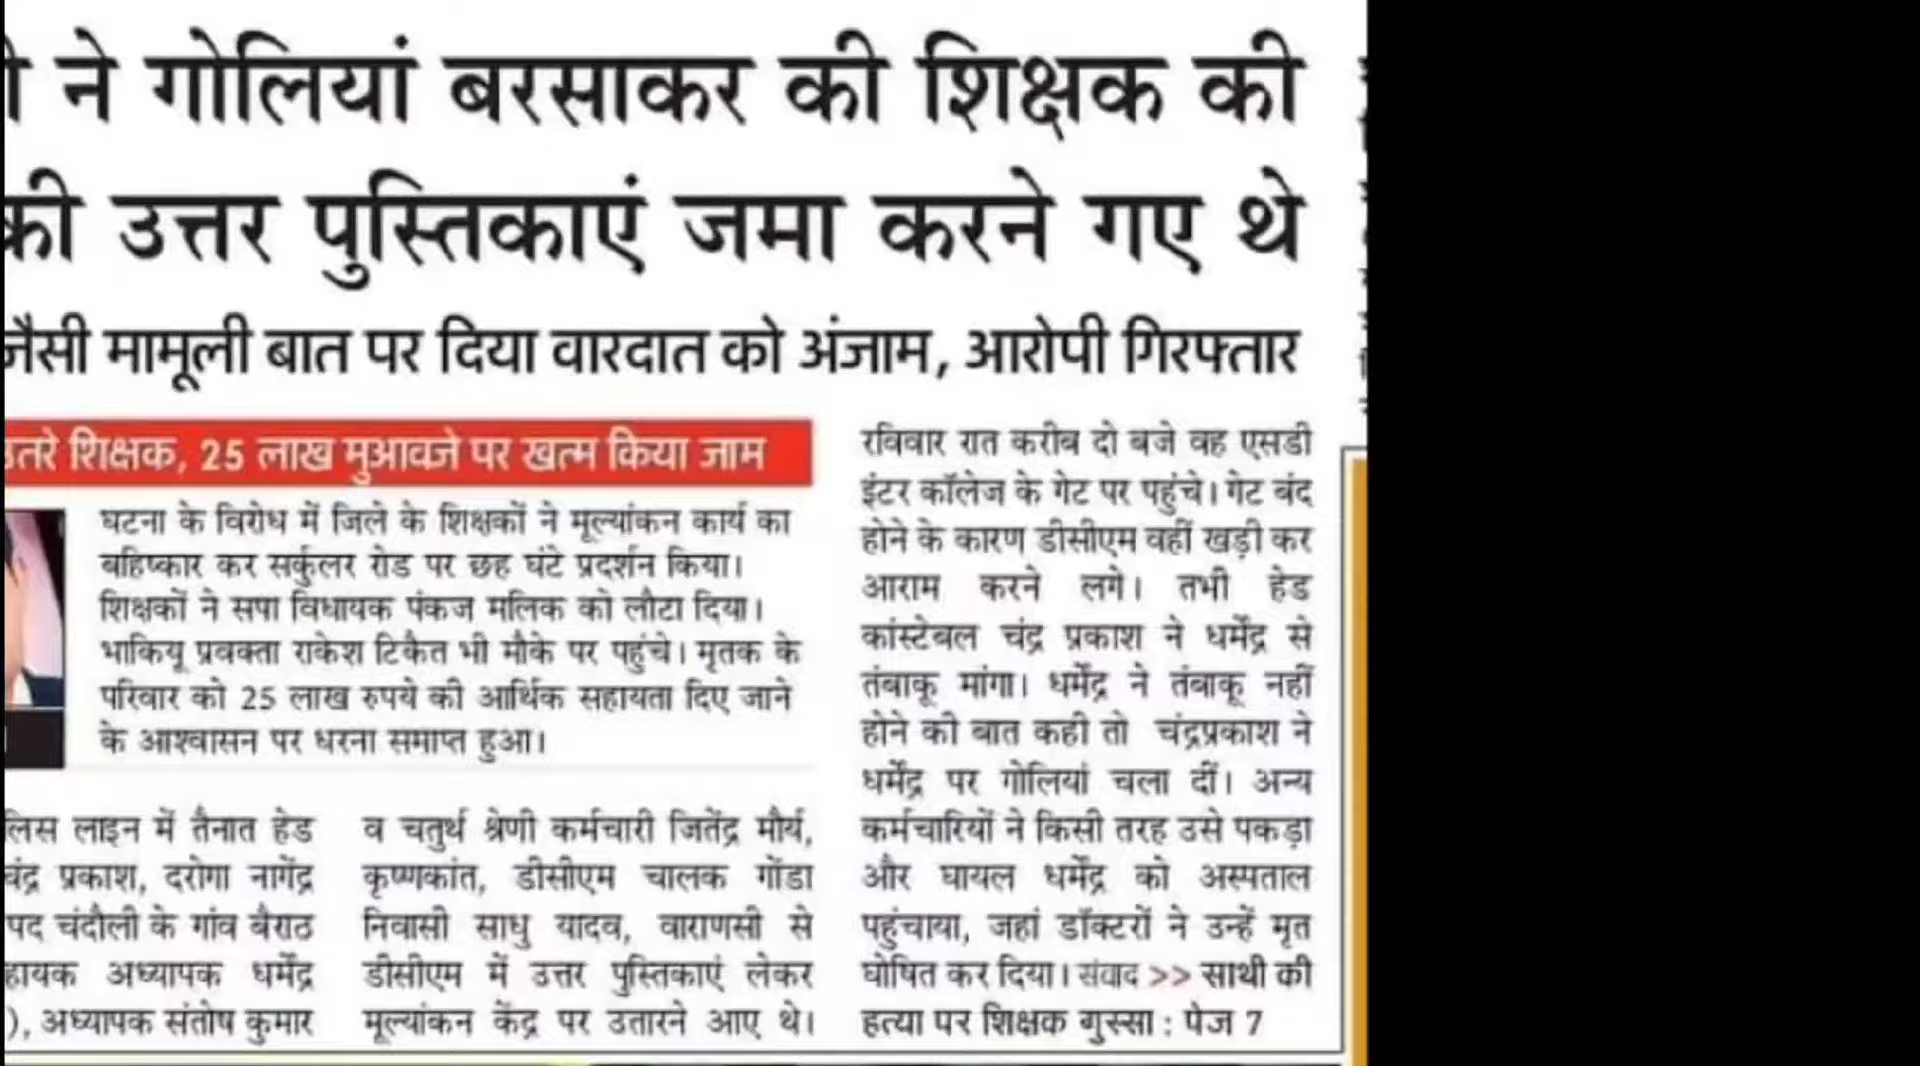 ने गोलियां बरसाकर की शिक्षक की
की उत्तर पुस्तिकाएं जमा करने गए थे
जैसी मामूली बात पर दिया वारदात को अंजाम, आरोपी गिरफ्तार
उतरे शिक्षक, 25 लाख मुआवजे पर खत्म किया जाम
घटना के विरोध में जिले के शिक्षकों ने मूल्यांकन कार्य का
बहिष्कार कर सर्कुलर रोड पर छह घंटे प्रदर्शन किया।
शिक्षकों ने सपा विधायक पंकज मलिक को लौटा दिया।
भाकियू प्रवक्ता राकेश टिकैत भी मौके पर पहुंचे। मृतक के
परिवार को 25 लाख रुपये की आर्थिक सहायता दिए जाने
के आश्वासन पर धरना समाप्त हुआ।
लिस लाइन में तैनात हेड
चंद्र प्रकाश, दरोगा नागेंद्र
पद चंदौली के गांव बैराठ
हायक अध्यापक धर्मेंद्र
), अध्यापक संतोष कुमार
व चतुर्थ श्रेणी कर्मचारी जितेंद्र मौर्य,
कृष्णकांत, डीसीएम चालक गोंडा
निवासी साधु यादव, वाराणसी से
डीसीएम में उत्तर पुस्तिकाएं लेकर
मूल्यांकन केंद्र पर उतारने आए थे।
रविवार रात करीब दो बजे वह एसडी
इंटर कॉलेज के गेट पर पहुंचे। गेट बंद
होने के कारण डीसीएम वहीं खड़ी कर
आराम करने लगे। तभी हेड
कांस्टेबल चंद्र प्रकाश ने धर्मेंद्र से
तंबाकू मांगा। धर्मेंद्र ने तंबाकू नहीं
होने की बात कही तो चंद्रप्रकाश ने
धर्मेंद्र पर गोलियां चला दीं। अन्य
कर्मचारियों ने किसी तरह उसे पकड़ा
और घायल धर्मेंद्र को अस्पताल
पहुंचाया, जहां डॉक्टरों ने उन्हें मृत
घोषित कर दिया। संवाद >> साथी की
हत्या पर शिक्षक गुस्सा : पेज 7